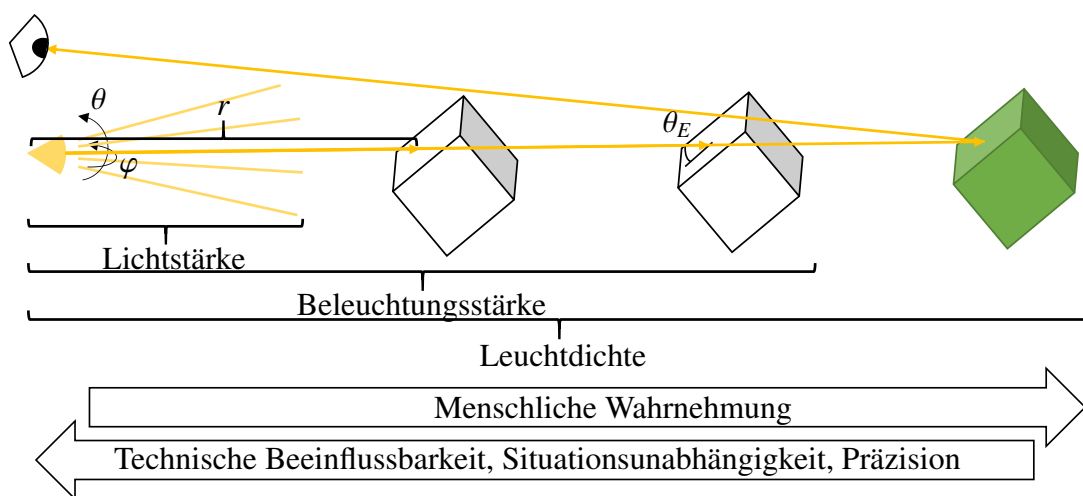 θ
r
θ_E
φ
Lichtstärke
Beleuchtungsstärke
Leuchtdichte
Menschliche Wahrnehmung
Technische Beeinflussbarkeit, Situationsunabhängigkeit, Präzision